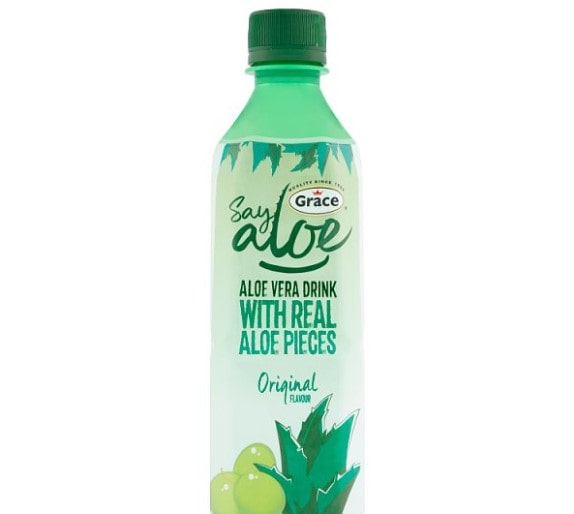 Grace
Say
aloe
ALOE VERA DRINK
WITH REAL
ALOE PIECES
Original
FLAVOUR